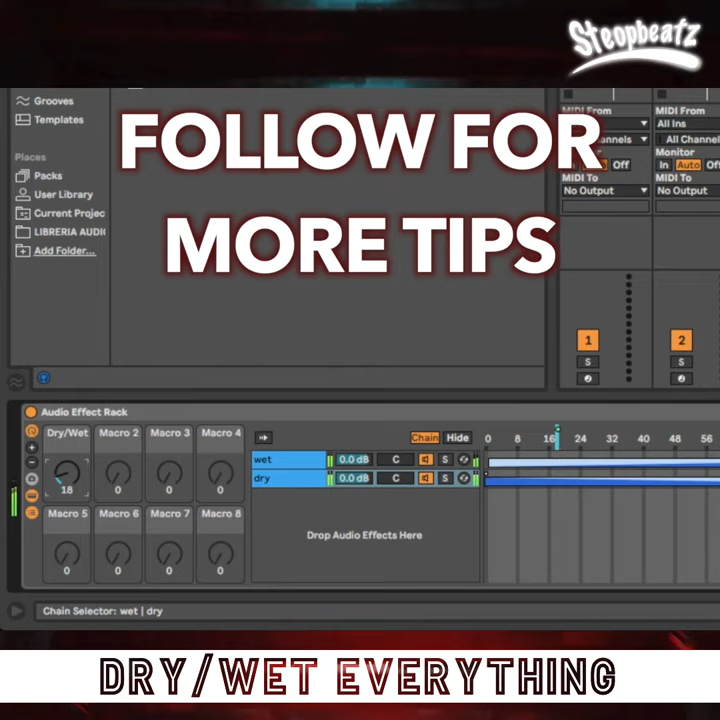 Steopbeatz
Grooves
Templates
Places
Packs
User Library
Current Projec
LIBRERIA AUDI
Add Folder...
FOLLOW FOR
MORE TIPS
MIDI From MIDI From
All Ins
hannels All Channel
Monitor
Off In Auto Off
MIDI To MIDI To
No Output No Output
1 2
S S
Audio Effect Rack
Dry/Wet Macro 2 Macro 3 Macro 4
18 0 0 0
Macro 5 Macro 6 Macro 7 Macro 8
0 0 0 0
Chain Hide 0 8 16 24 32 40 48 56
wet 0.0 dB C S
dry 0.0 dB C S
Drop Audio Effects Here
Chain Selector: wet | dry
DRY/WET EVERYTHING